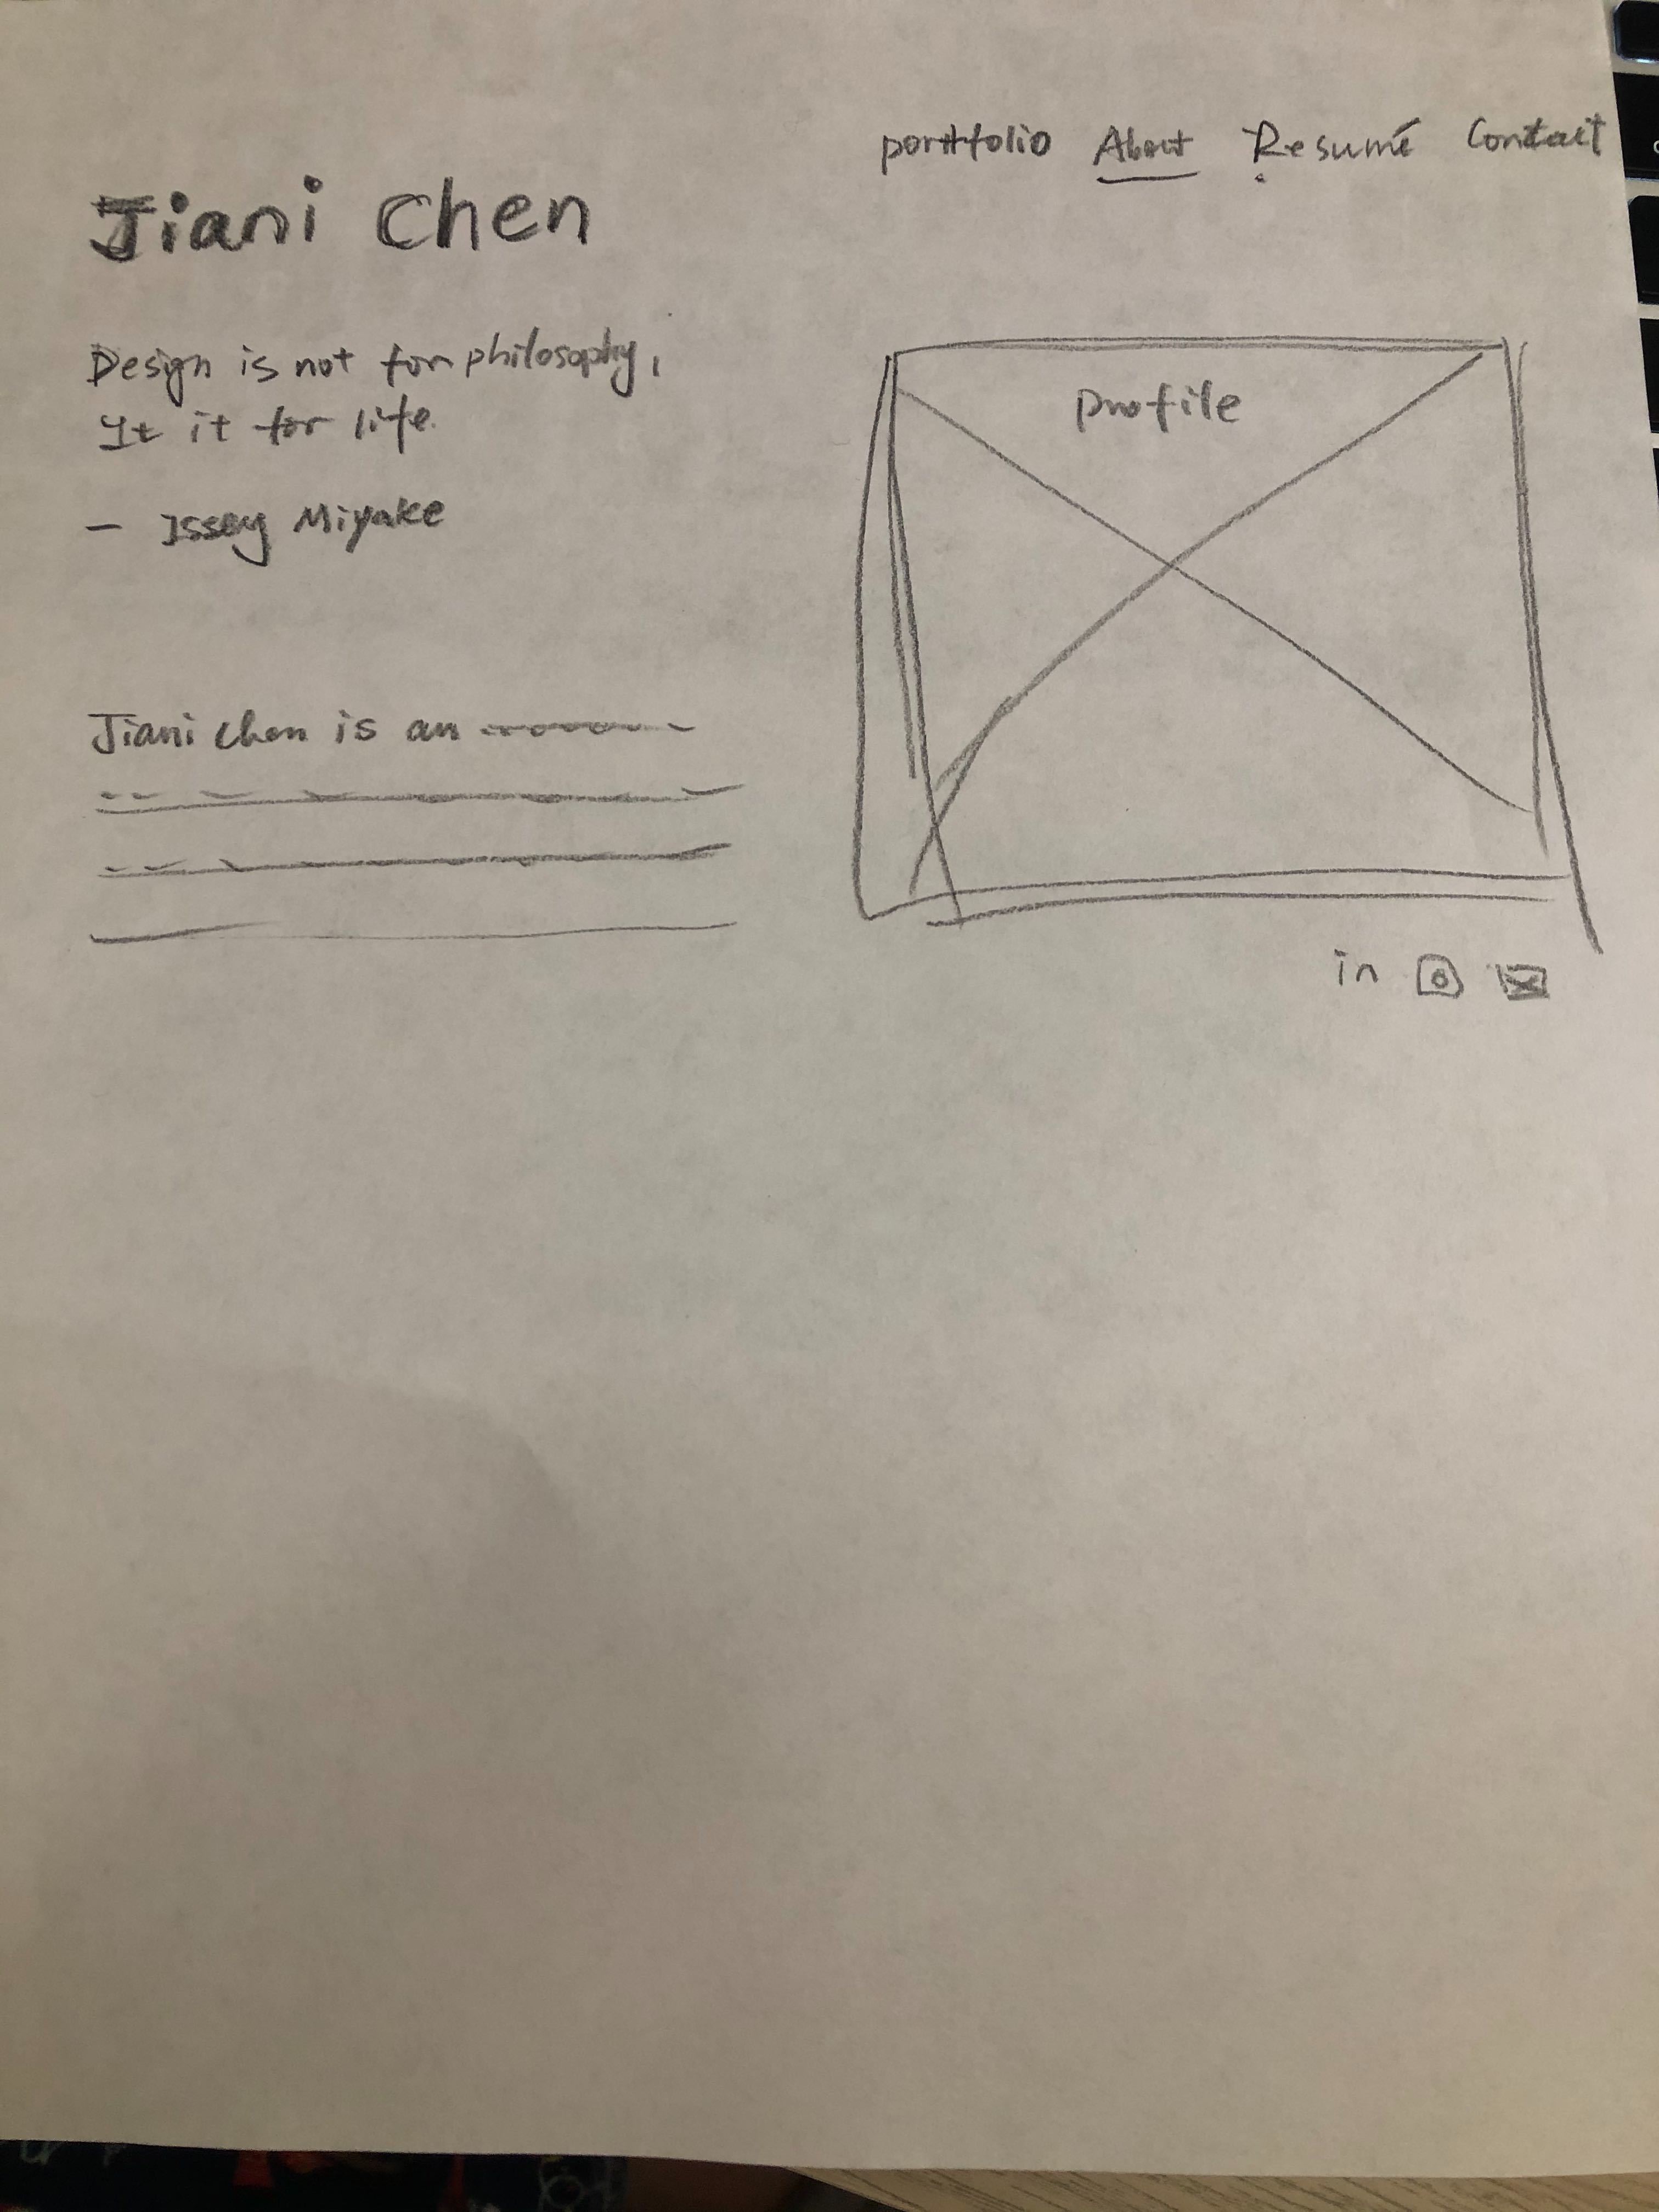 portfolio About Resumé Contact
Jiani Chen
Design is not for philosophy,
It it for life.
- Issey Miyake
profile
Jiani Chen is an
in